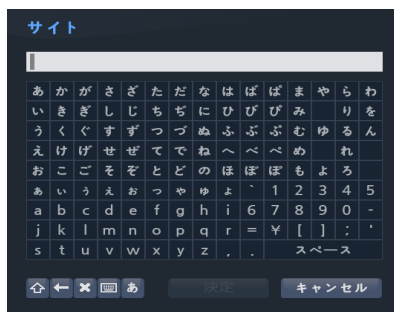 サイト
あ か が さ ざ た だ な は ば ぱ ま や ら わ
い き ぎ し じ ち ぢ に ひ び ぴ み り を
う く ぐ す ず つ づ ぬ ふ ぶ ぷ む ゆ る ん
え け げ せ ぜ て で ね へ べ ぺ め れ
お こ ご そ ぞ と ど の ほ ぼ ぽ も よ ろ
ぁ ぃ ぅ ぇ ぉ っ ゃ ゅ ょ ` 1 2 3 4 5
a b c d e f g h i 6 7 8 9 0 -
j k l m n o p q r = ¥ [ ] ; '
s t u v w x y z , . スペース
あ 決定 キャンセル